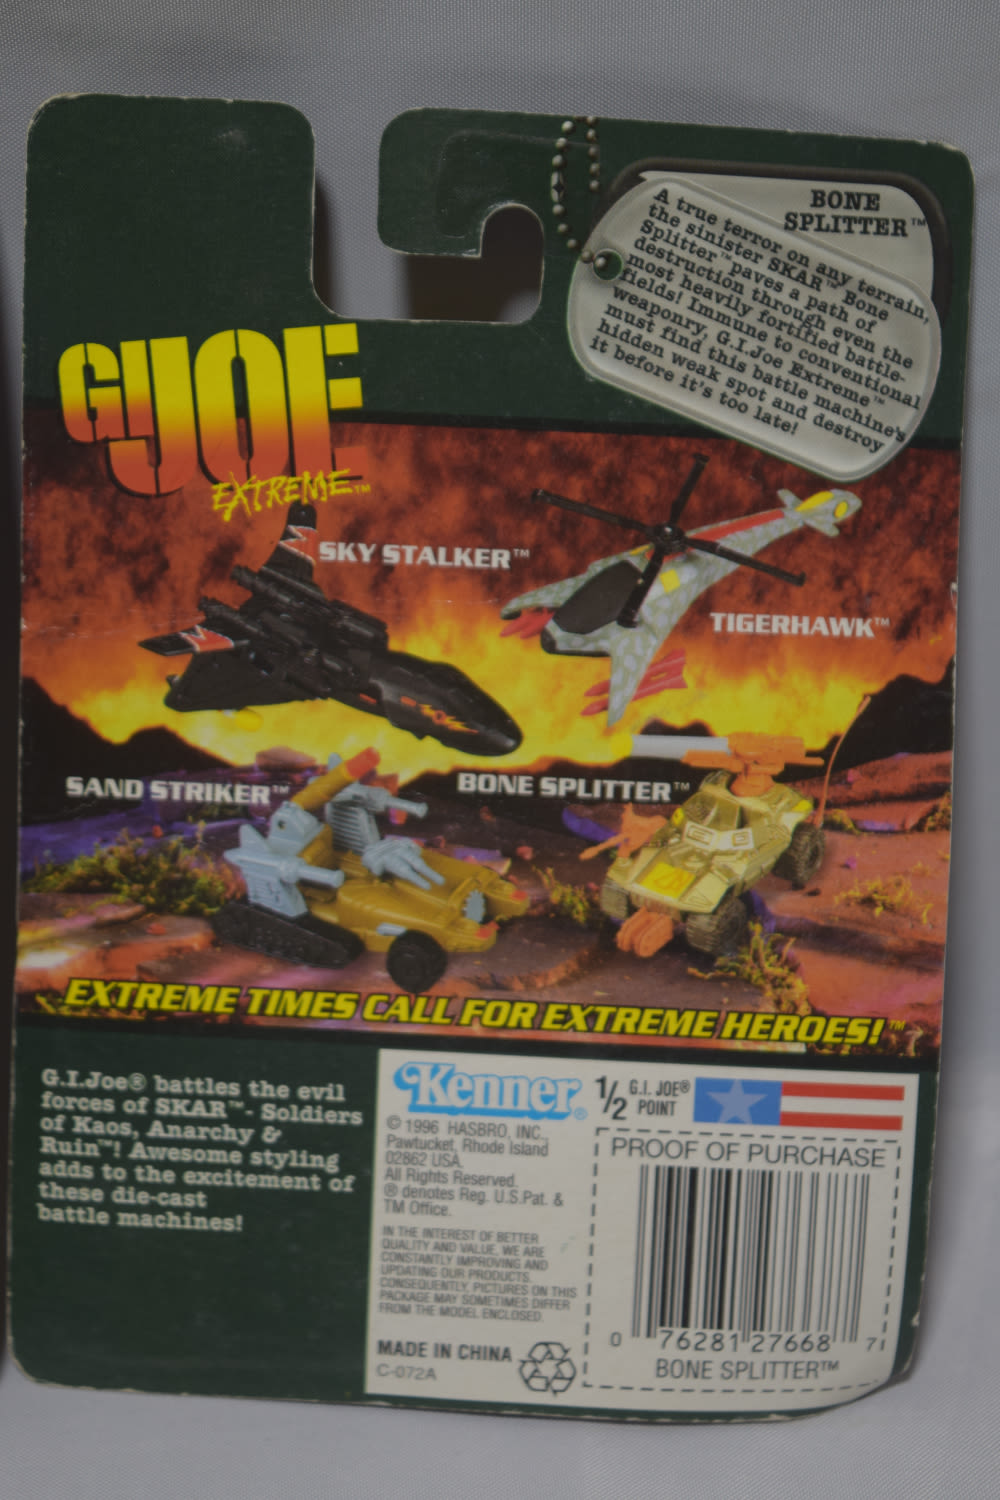 BONE
SPLITTER™
A true terror on any terrain,
the sinister SKAR™ Bone
Splitter™ paves a path of
destruction through even the
most heavily fortified battle-
fields! Immune to conventional
weaponry, G.I.Joe Extreme™
must find this battle machine's
hidden weak spot and destroy
it before it's too late!
GI JOE
EXTREME™
SKY STALKER™
TIGERHAWK™
SAND STRIKER™
BONE SPLITTER™
EXTREME TIMES CALL FOR EXTREME HEROES!™
G.I.Joe® battles the evil
forces of SKAR™- Soldiers
of Kaos, Anarchy &
Ruin™! Awesome styling
adds to the excitement of
these die-cast
battle machines!
Kenner®
© 1996 HASBRO, INC.,
Pawtucket, Rhode Island
02862 USA.
All Rights Reserved.
® denotes Reg. U.S.Pat. &
TM Office.
IN THE INTEREST OF BETTER
QUALITY AND VALUE, WE ARE
CONSTANTLY IMPROVING AND
UPDATING OUR PRODUCTS.
CONSEQUENTLY, PICTURES ON THIS
PACKAGE MAY SOMETIMES DIFFER
FROM THE MODEL ENCLOSED.
MADE IN CHINA
C-072A
1/2 G.I. JOE®
POINT
PROOF OF PURCHASE
0 76281 27668 7
BONE SPLITTER™